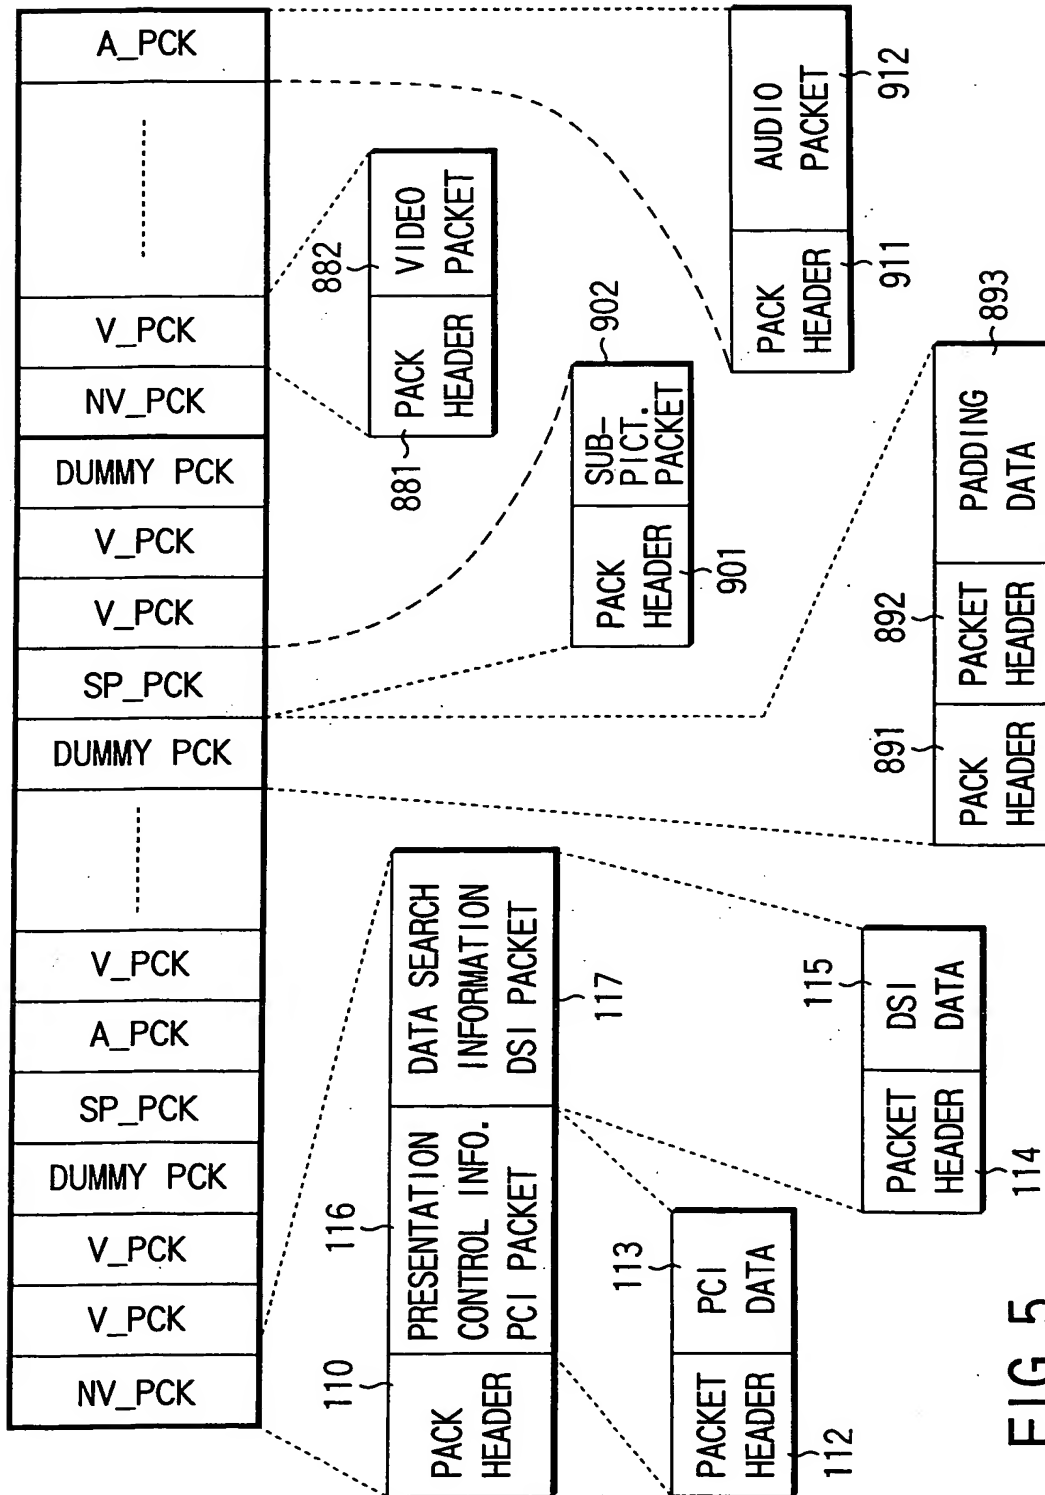 NV_PCK
V_PCK
V_PCK
DUMMY PCK
SP_PCK
A_PCK
V_PCK
DUMMY PCK
SP_PCK
V_PCK
V_PCK
DUMMY PCK
NV_PCK
V_PCK
A_PCK
110
PACK
HEADER
116
PRESENTATION
CONTROL INFO.
PCI PACKET
DATA SEARCH
INFORMATION
DSI PACKET
117
881
PACK
HEADER
882
VIDEO
PACKET
PACK
HEADER
901
SUB-
PICT.
PACKET
902
PACKET
HEADER
112
113
PCI
DATA
PACKET
HEADER
114
115
DSI
DATA
PACK
HEADER
911
AUDIO
PACKET
912
891
PACK
HEADER
892
PACKET
HEADER
PADDING
DATA
893
FIG. 5